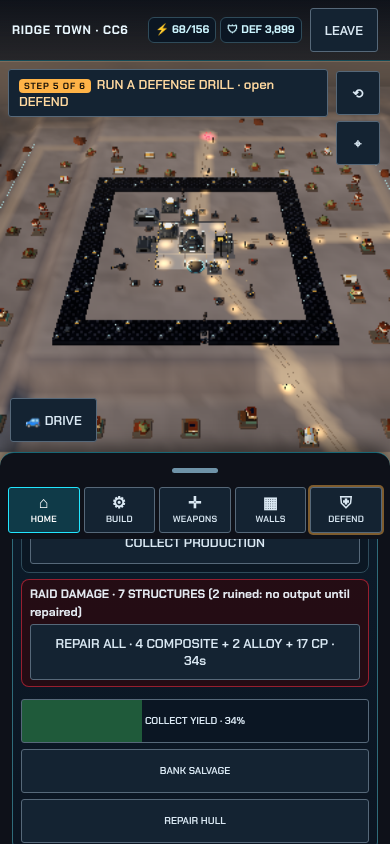 RIDGE TOWN · CC6
⚡ 68/156
🛡 DEF 3,899
LEAVE
STEP 5 OF 6 RUN A DEFENSE DRILL · open
DEFEND
🚙 DRIVE
HOME
BUILD
WEAPONS
WALLS
DEFEND
COLLECT PRODUCTION
RAID DAMAGE · 7 STRUCTURES (2 ruined: no output until
repaired)
REPAIR ALL · 4 COMPOSITE + 2 ALLOY + 17 CP ·
34s
COLLECT YIELD · 34%
BANK SALVAGE
REPAIR HULL